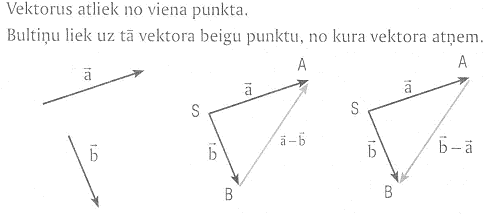 Vektorus atliek no viena punkta.
Bultiņu liek uz tā vektora beigu punktu, no kura vektora atņem.
a⃗
b⃗
S
A
a⃗
b⃗
a⃗ – b⃗
B
S
A
a⃗
b⃗
b⃗ – a⃗
B